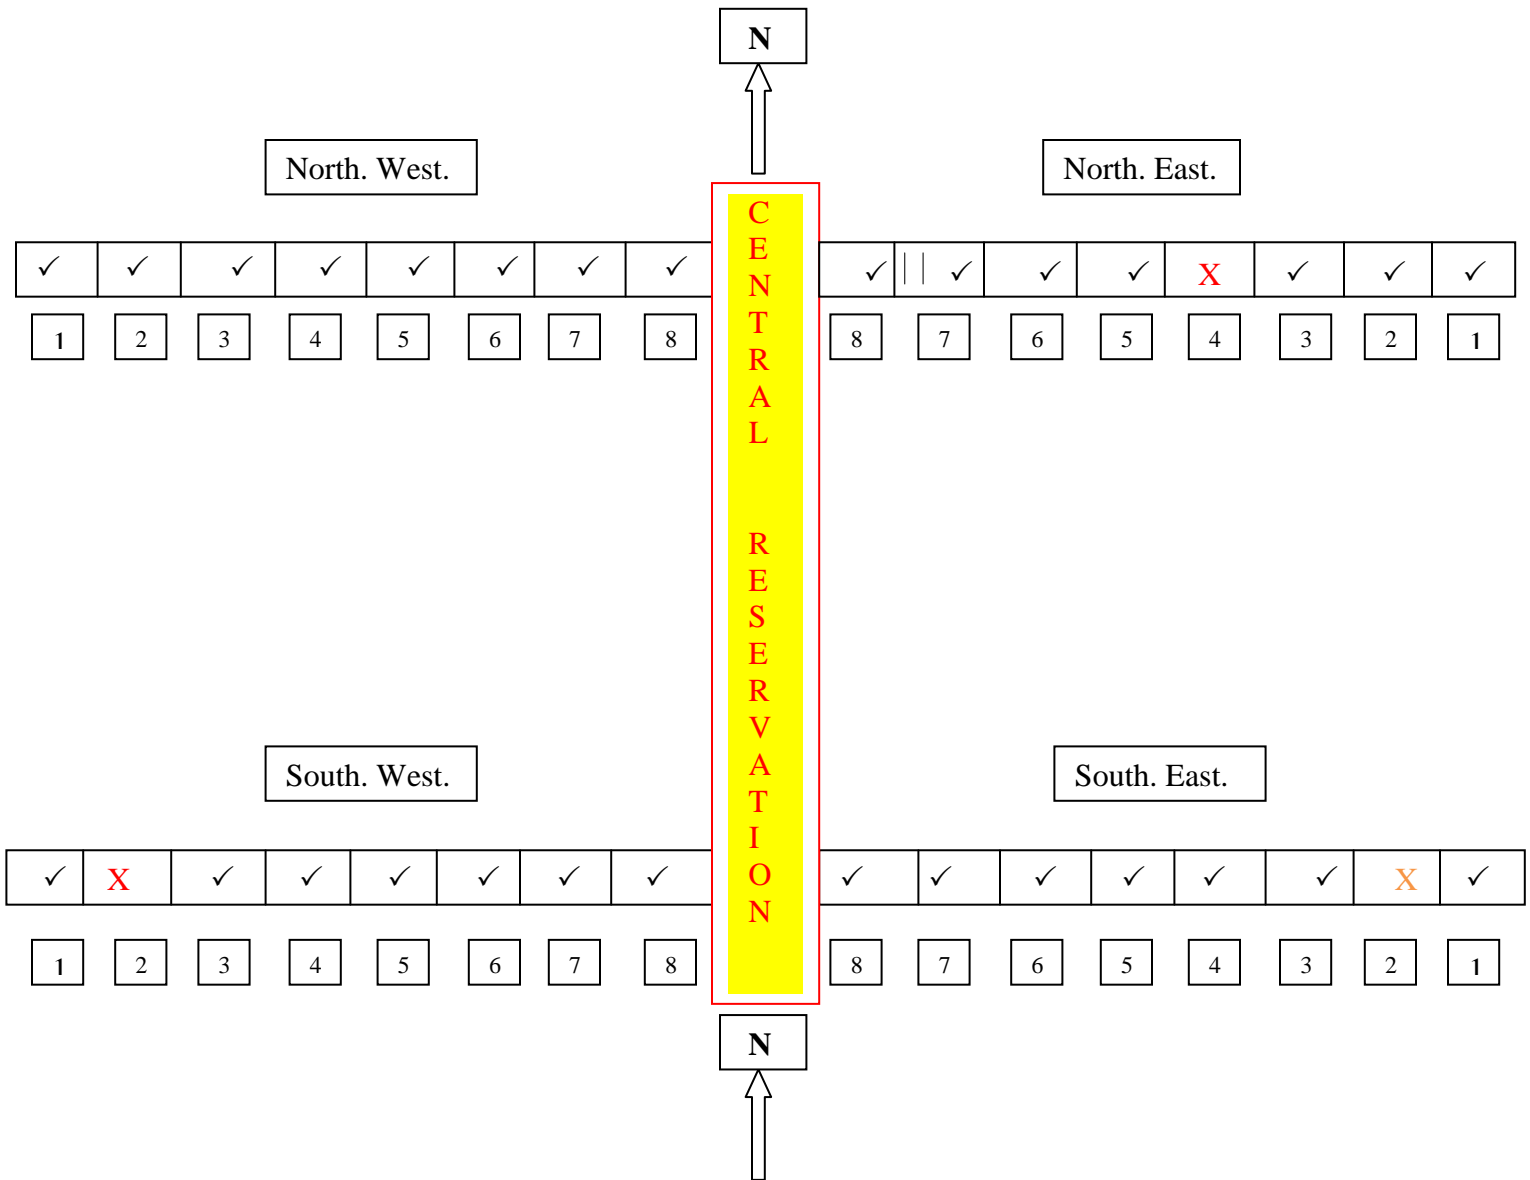 N
North. West.
North. East.
✓ ✓ ✓ ✓ ✓ ✓ ✓ ✓
✓ | | ✓ ✓ ✓ X ✓ ✓ ✓
1 2 3 4 5 6 7 8
8 7 6 5 4 3 2 1
CENTRAL RESERVATION
South. West.
South. East.
✓ X ✓ ✓ ✓ ✓ ✓ ✓
✓ ✓ ✓ ✓ ✓ ✓ X ✓
1 2 3 4 5 6 7 8
8 7 6 5 4 3 2 1
N